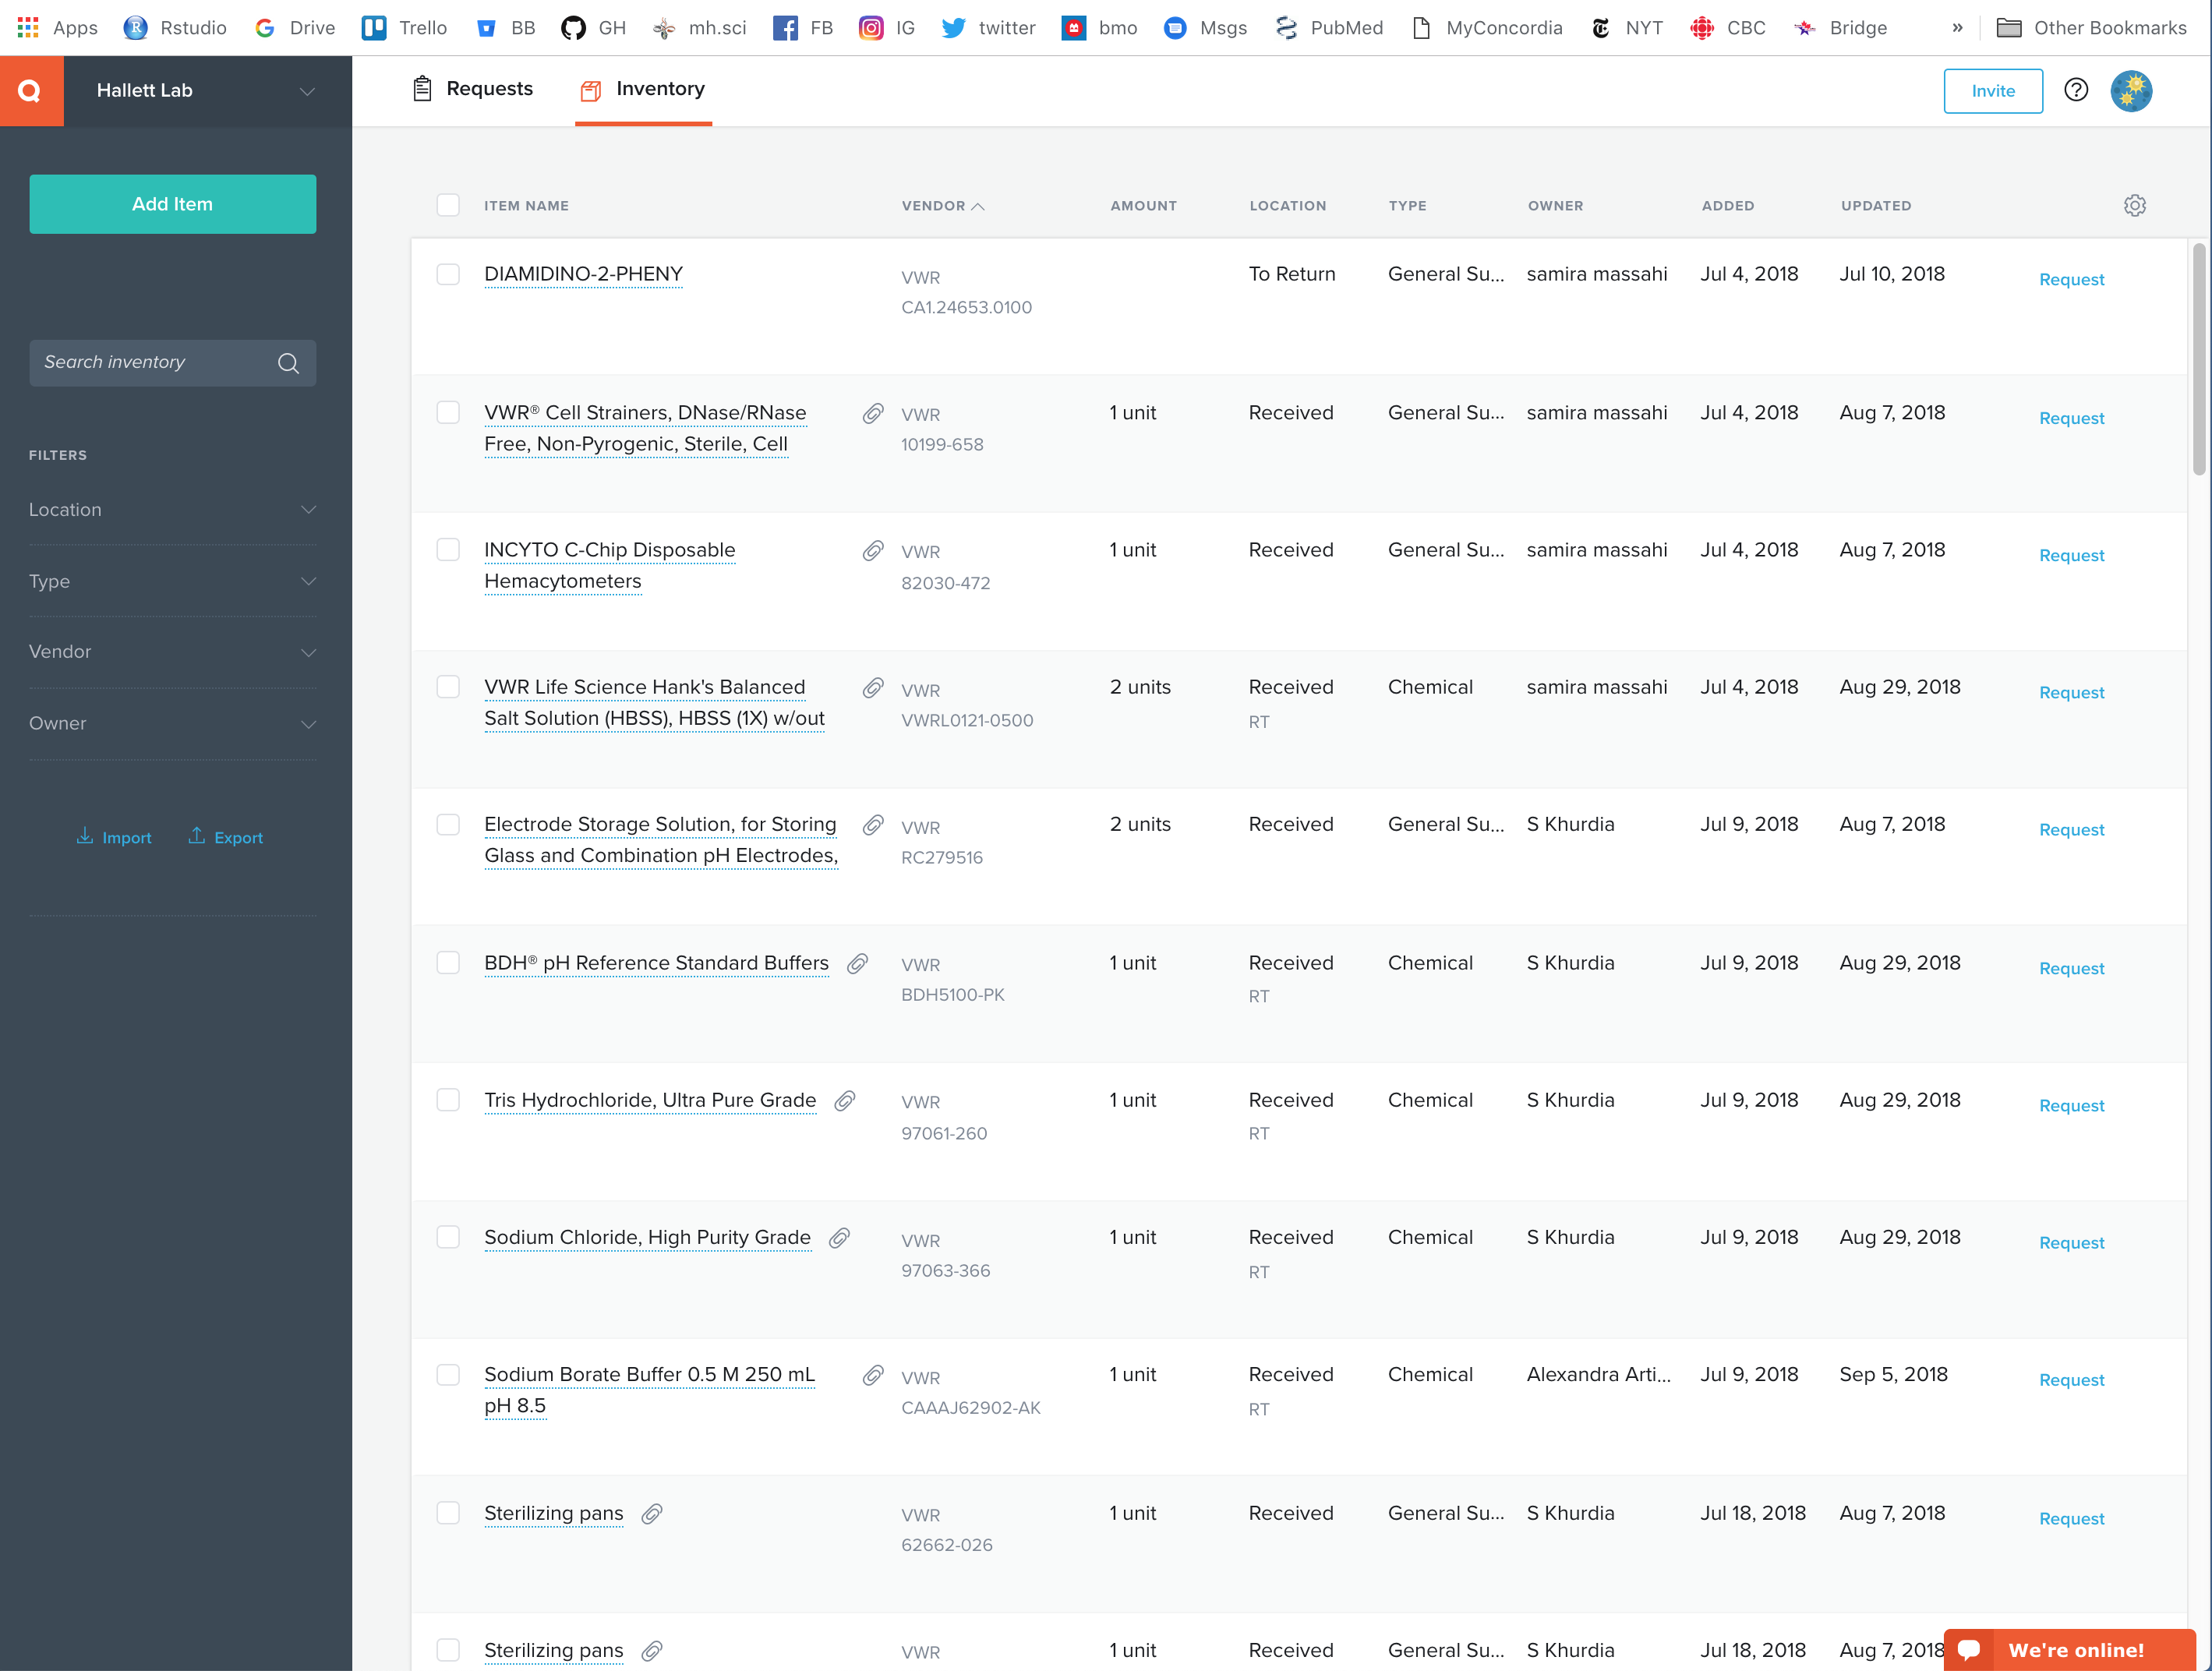 Apps Rstudio Drive Trello BB GH mh.sci FB IG twitter bmo Msgs PubMed MyConcordia NYT CBC Bridge » Other Bookmarks
Hallett Lab Requests Inventory Invite ?
Add Item
Search inventory
FILTERS
Location
Type
Vendor
Owner
Import Export
ITEM NAME VENDOR AMOUNT LOCATION TYPE OWNER ADDED UPDATED
DIAMIDINO-2-PHENY VWR To Return General Su... samira massahi Jul 4, 2018 Jul 10, 2018 Request
CA1.24653.0100
VWR® Cell Strainers, DNase/RNase VWR 1 unit Received General Su... samira massahi Jul 4, 2018 Aug 7, 2018 Request
Free, Non-Pyrogenic, Sterile, Cell 10199-658
INCYTO C-Chip Disposable VWR 1 unit Received General Su... samira massahi Jul 4, 2018 Aug 7, 2018 Request
Hemacytometers 82030-472
VWR Life Science Hank's Balanced VWR 2 units Received Chemical samira massahi Jul 4, 2018 Aug 29, 2018 Request
Salt Solution (HBSS), HBSS (1X) w/out VWRL0121-0500 RT
Electrode Storage Solution, for Storing VWR 2 units Received General Su... S Khurdia Jul 9, 2018 Aug 7, 2018 Request
Glass and Combination pH Electrodes, RC279516
BDH® pH Reference Standard Buffers VWR 1 unit Received Chemical S Khurdia Jul 9, 2018 Aug 29, 2018 Request
BDH5100-PK RT
Tris Hydrochloride, Ultra Pure Grade VWR 1 unit Received Chemical S Khurdia Jul 9, 2018 Aug 29, 2018 Request
97061-260 RT
Sodium Chloride, High Purity Grade VWR 1 unit Received Chemical S Khurdia Jul 9, 2018 Aug 29, 2018 Request
97063-366 RT
Sodium Borate Buffer 0.5 M 250 mL VWR 1 unit Received Chemical Alexandra Arti... Jul 9, 2018 Sep 5, 2018 Request
pH 8.5 CAAAJ62902-AK RT
Sterilizing pans VWR 1 unit Received General Su... S Khurdia Jul 18, 2018 Aug 7, 2018 Request
62662-026
Sterilizing pans VWR 1 unit Received General Su... S Khurdia Jul 18, 2018 Aug 7, 2018
We're online!